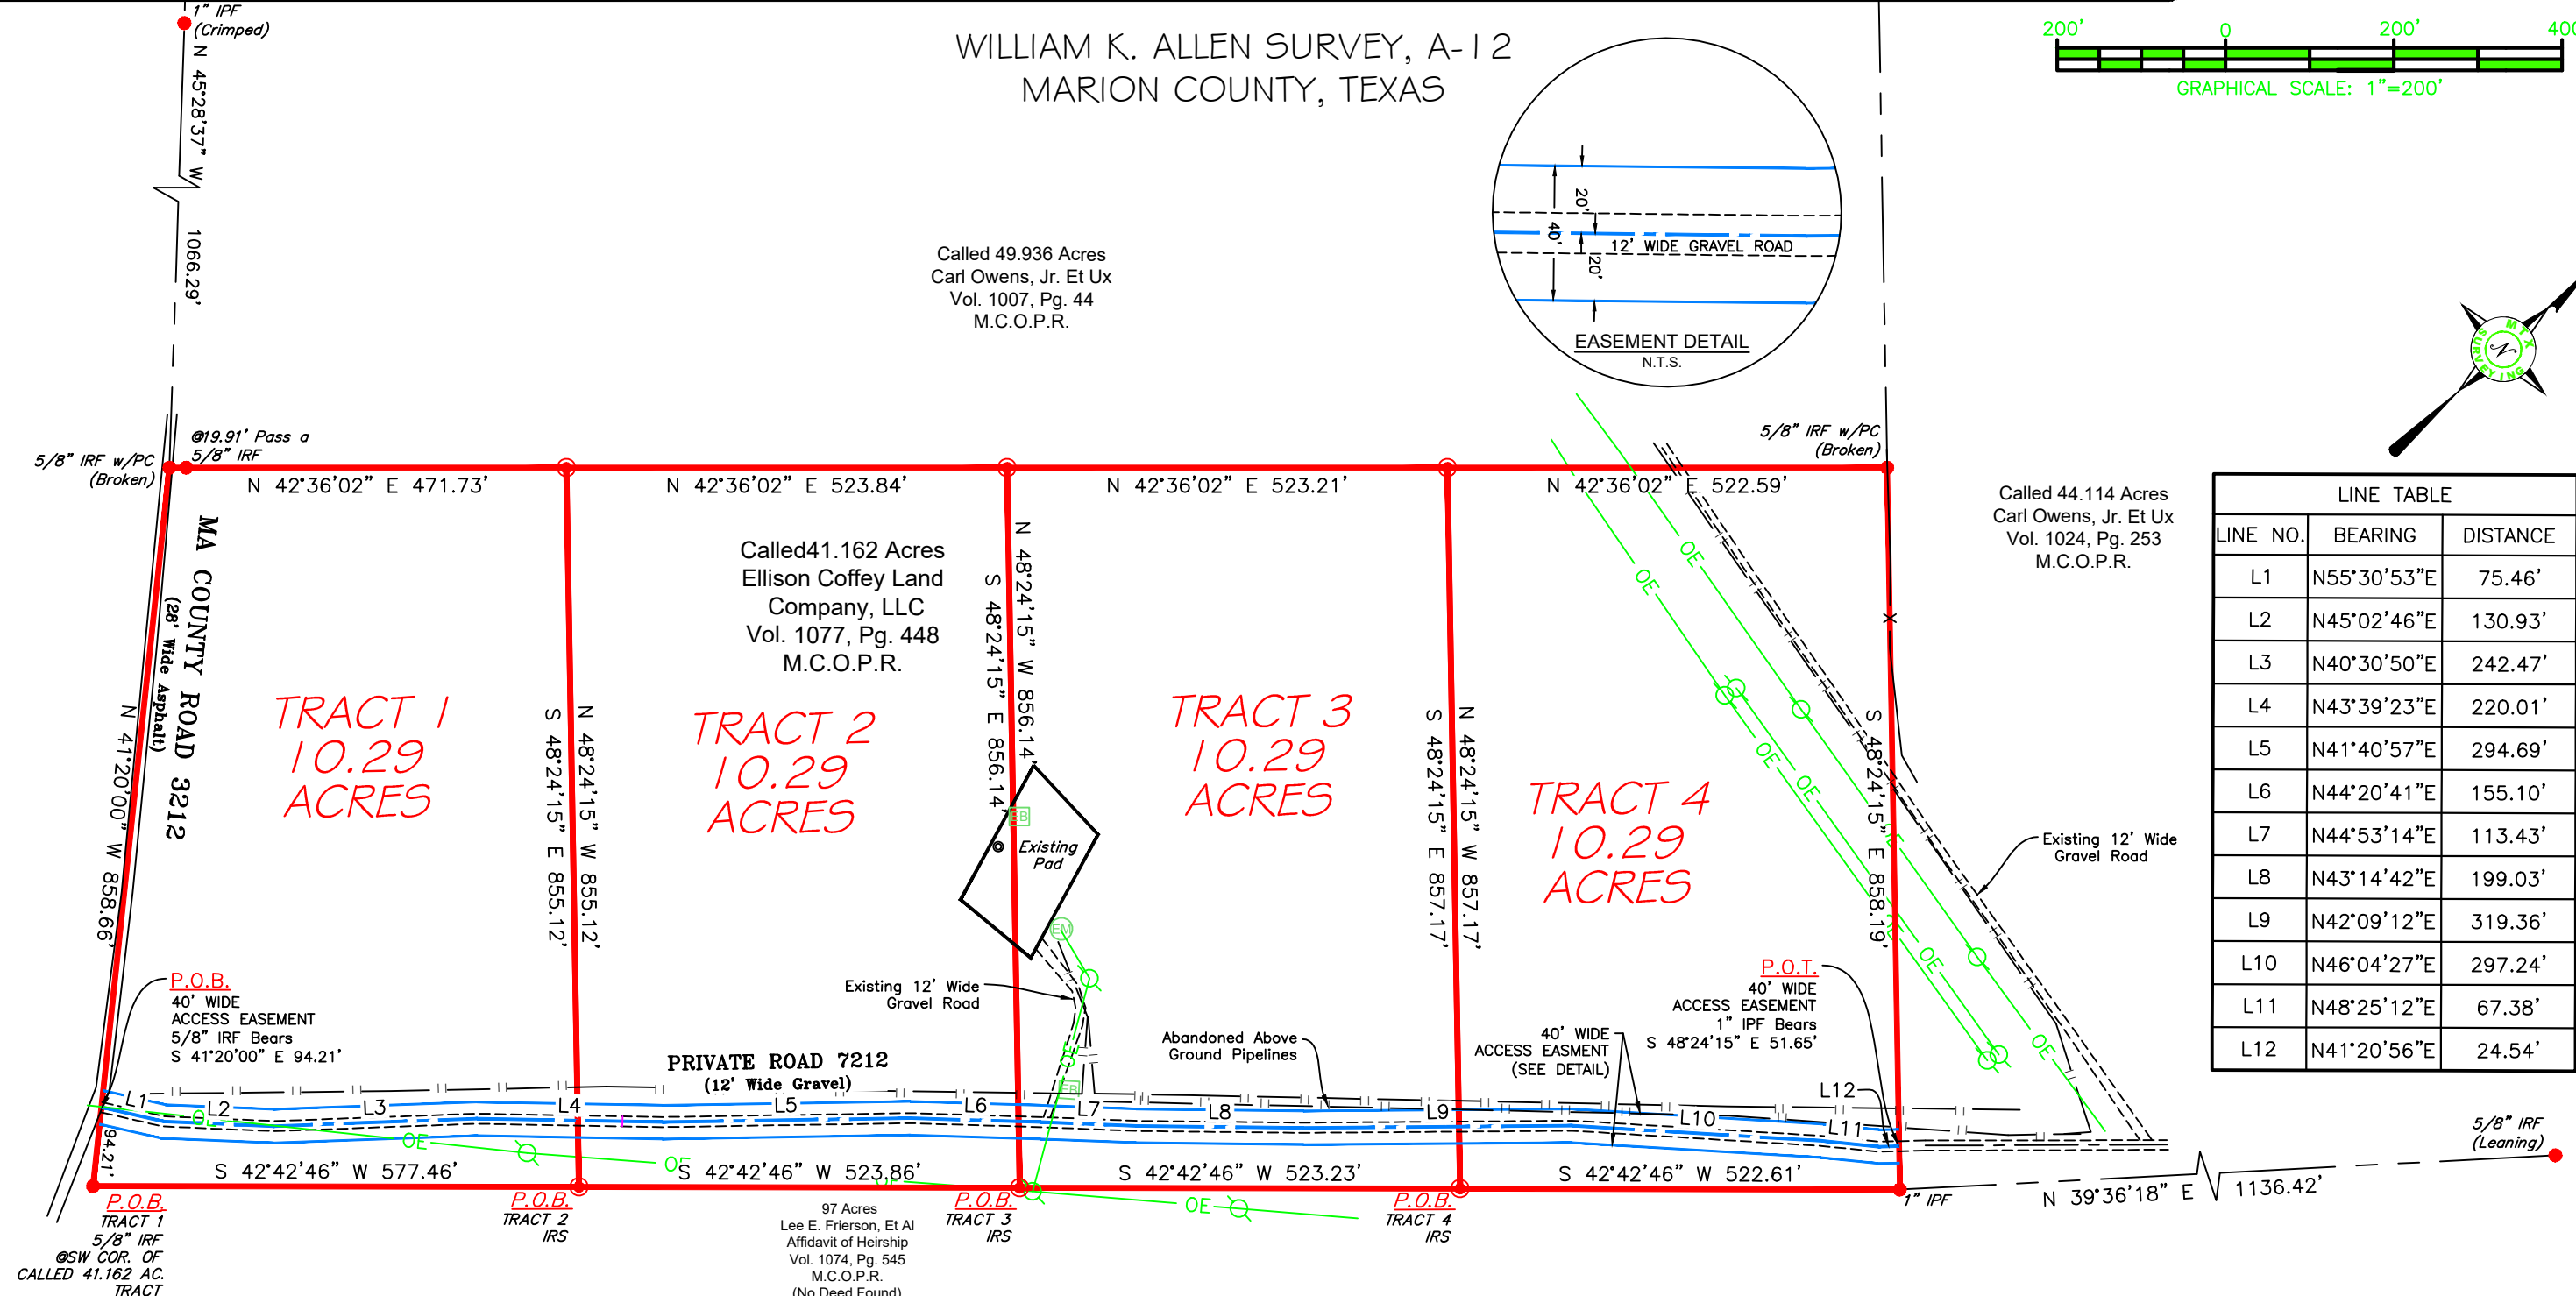 1" IPF
(Crimped)
N 45°28'37" W 1066.29'
WILLIAM K. ALLEN SURVEY, A-12
MARION COUNTY, TEXAS
200' 0 200' 400
GRAPHICAL SCALE: 1"=200'
Called 49.936 Acres
Carl Owens, Jr. Et Ux
Vol. 1007, Pg. 44
M.C.O.P.R.
20'
40'
12' WIDE GRAVEL ROAD
20'
EASEMENT DETAIL
N.T.S.
MTX SURVEYING
N
@19.91' Pass a
5/8" IRF
5/8" IRF w/PC
(Broken)
5/8" IRF w/PC
(Broken)
N 42°36'02" E 471.73'
N 42°36'02" E 523.84'
N 42°36'02" E 523.21'
N 42°36'02" E 522.59'
Called 44.114 Acres
Carl Owens, Jr. Et Ux
Vol. 1024, Pg. 253
M.C.O.P.R.
Called41.162 Acres
Ellison Coffey Land
Company, LLC
Vol. 1077, Pg. 448
M.C.O.P.R.
MA COUNTY ROAD 3212
(28' Wide Asphalt)
N 41°20'00" W 858.66'
TRACT 1
10.29
ACRES
S 48°24'15" E 855.12'
N 48°24'15" W 855.12'
TRACT 2
10.29
ACRES
S 48°24'15" E 856.14'
N 48°24'15" W 856.14'
TRACT 3
10.29
ACRES
S 48°24'15" E 857.17'
N 48°24'15" W 857.17'
TRACT 4
10.29
ACRES
S 48°24'15" E 858.19'
X
OE
OE
OE
OE
OE
OE
EB
Existing
Pad
EM
OE
EB
Existing 12' Wide
Gravel Road
Existing 12' Wide
Gravel Road
P.O.B.
40' WIDE
ACCESS EASEMENT
5/8" IRF Bears
S 41°20'00" E 94.21'
PRIVATE ROAD 7212
(12' Wide Gravel)
Abandoned Above
Ground Pipelines
40' WIDE
ACCESS EASMENT
(SEE DETAIL)
P.O.T.
40' WIDE
ACCESS EASEMENT
1" IPF Bears
S 48°24'15" E 51.65'
L1 L2 L3 L4 L5 L6 L7 L8 L9 L10 L11 L12
OE
OE
OE
OE
OE
94.21'
S 42°42'46" W 577.46'
S 42°42'46" W 523.86'
S 42°42'46" W 523.23'
S 42°42'46" W 522.61'
1" IPF
N 39°36'18" E 1136.42'
5/8" IRF
(Leaning)
P.O.B.
TRACT 1
5/8" IRF
@SW COR. OF
CALLED 41.162 AC.
TRACT
P.O.B.
TRACT 2
IRS
P.O.B.
TRACT 3
IRS
P.O.B.
TRACT 4
IRS
97 Acres
Lee E. Frierson, Et Al
Affidavit of Heirship
Vol. 1074, Pg. 545
M.C.O.P.R.
(No Deed Found)
LINE TABLE
LINE NO. BEARING DISTANCE
L1 N55°30'53"E 75.46'
L2 N45°02'46"E 130.93'
L3 N40°30'50"E 242.47'
L4 N43°39'23"E 220.01'
L5 N41°40'57"E 294.69'
L6 N44°20'41"E 155.10'
L7 N44°53'14"E 113.43'
L8 N43°14'42"E 199.03'
L9 N42°09'12"E 319.36'
L10 N46°04'27"E 297.24'
L11 N48°25'12"E 67.38'
L12 N41°20'56"E 24.54'